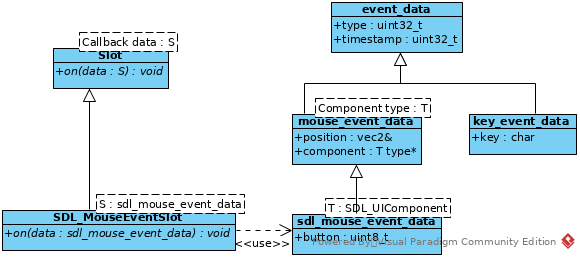 event_data
+type : uint32_t
+timestamp : uint32_t
Callback data : S
Slot
+on(data : S) : void
Component type : T
mouse_event_data
+position : vec2&
+component : T type*
key_event_data
+key : char
S : sdl_mouse_event_data
SDL_MouseEventSlot
+on(data : sdl_mouse_event_data) : void
<<use>>
T : SDL_UIComponent
sdl_mouse_event_data
+button : uint8_t
Powered By Visual Paradigm Community Edition